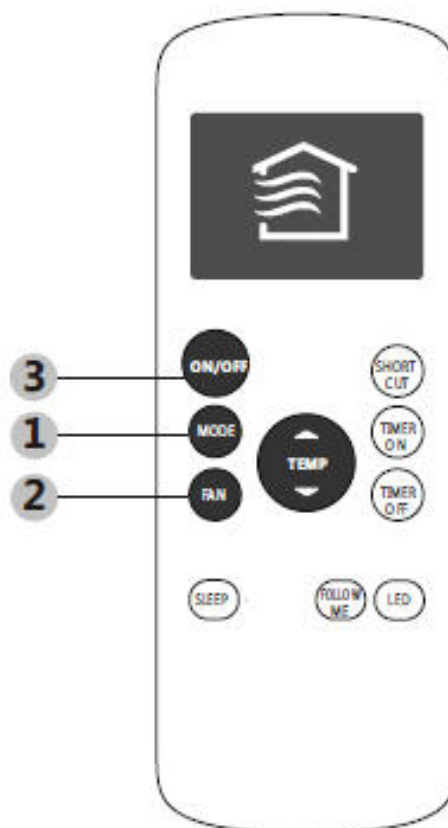 3
ON/OFF
SHORT
CUT
1
MODE
TEMP
TIMER
ON
2
FAN
TIMER
OFF
SLEEP
FOLLOW
ME
LED